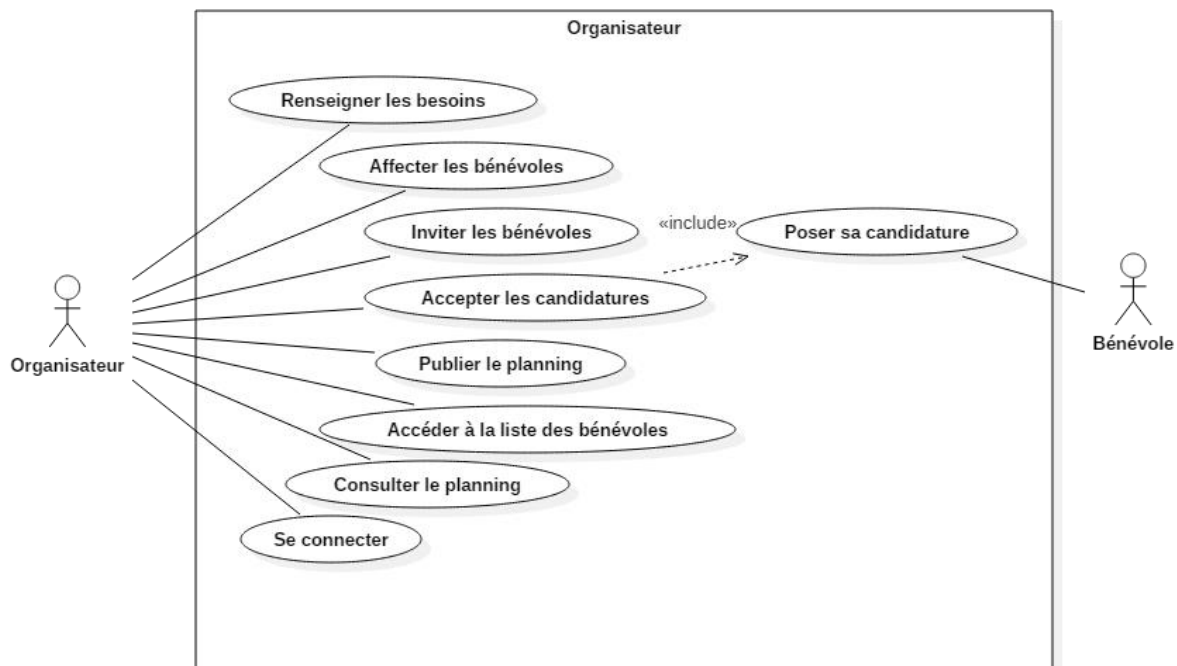 Organisateur
Renseigner les besoins
Affecter les bénévoles
Inviter les bénévoles
«include»
Poser sa candidature
Accepter les candidatures
Organisateur
Bénévole
Publier le planning
Accéder à la liste des bénévoles
Consulter le planning
Se connecter